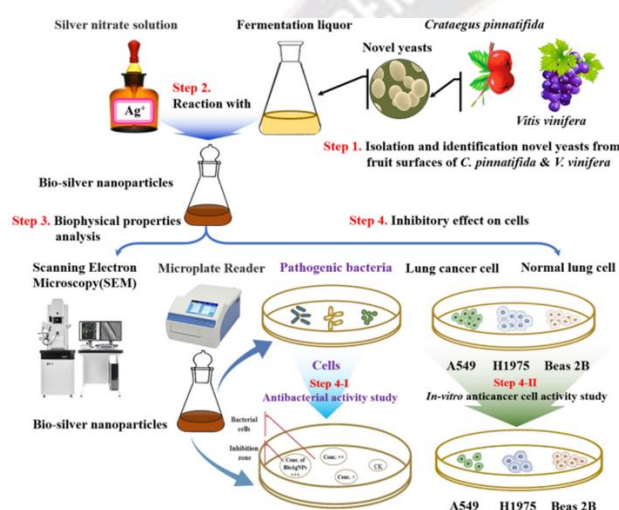 Silver nitrate solution
Fermentation liquor
Crataegus pinnatifida
Novel yeasts
Step 2.
Reaction with
Ag+
Vitis vinifera
Step 1. Isolation and identification novel yeasts from
fruit surfaces of C. pinnatifida & V. vinifera
Bio-silver nanoparticles
Step 3. Biophysical properties
analysis
Step 4. Inhibitory effect on cells
Scanning Electron
Microscopy(SEM)
Microplate Reader
Pathogenic bacteria
Lung cancer cell
Normal lung cell
Cells
Step 4-I
Antibacterial activity study
A549 H1975 Beas 2B
Step 4-II
In-vitro anticancer cell activity study
Bio-silver nanoparticles
Bacterial
cells
Inhibition
zone
Conc. of
BioAgNPs
+++
Conc. ++
Conc. +
CK
A549 H1975 Beas 2B